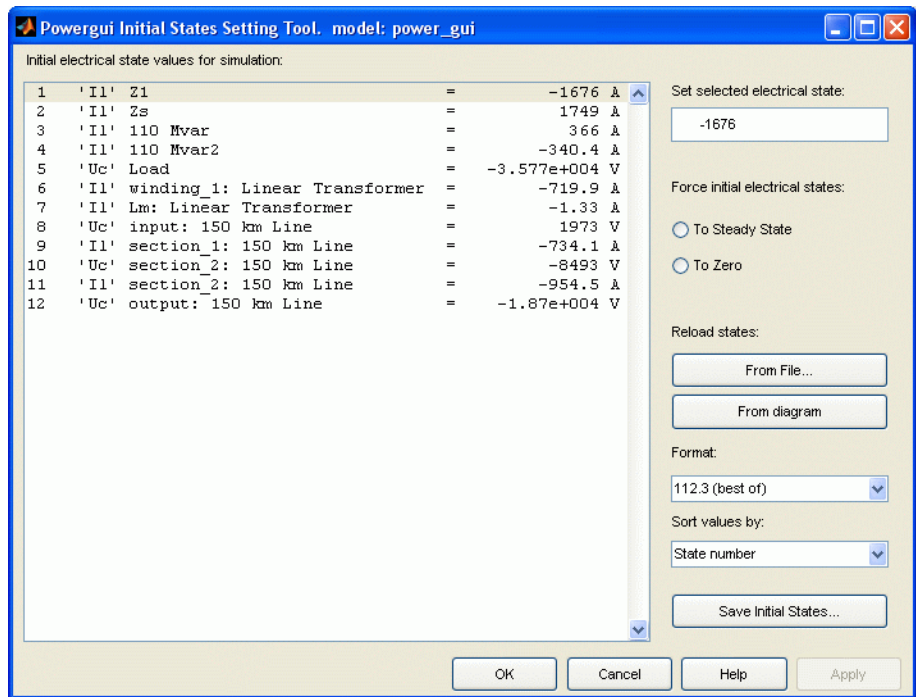 Powergui Initial States Setting Tool. model: power_gui
Initial electrical state values for simulation:
1 'Il' Z1 = -1676 A
2 'Il' Zs = 1749 A
3 'Il' 110 Mvar = 366 A
4 'Il' 110 Mvar2 = -340.4 A
5 'Uc' Load = -3.577e+004 V
6 'Il' winding_1: Linear Transformer = -719.9 A
7 'Il' Lm: Linear Transformer = -1.33 A
8 'Uc' input: 150 km Line = 1973 V
9 'Il' section_1: 150 km Line = -734.1 A
10 'Uc' section_2: 150 km Line = -8493 V
11 'Il' section_2: 150 km Line = -954.5 A
12 'Uc' output: 150 km Line = -1.87e+004 V
Set selected electrical state:
-1676
Force initial electrical states:
To Steady State
To Zero
Reload states:
From File...
From diagram
Format:
112.3 (best of)
Sort values by:
State number
Save Initial States...
OK Cancel Help Apply